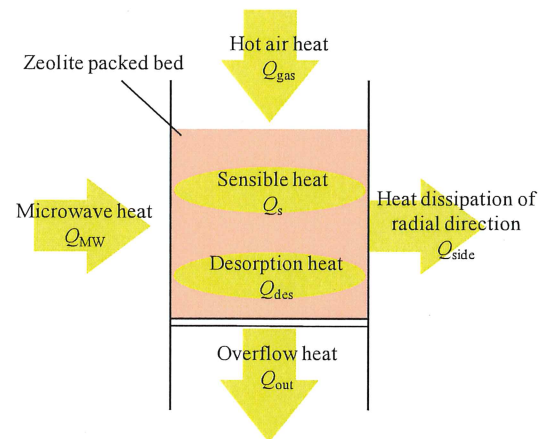 Hot air heat
Qgas
Zeolite packed bed
Sensible heat
Qs
Microwave heat
QMW
Heat dissipation of
radial direction
Qside
Desorption heat
Qdes
Overflow heat
Qout